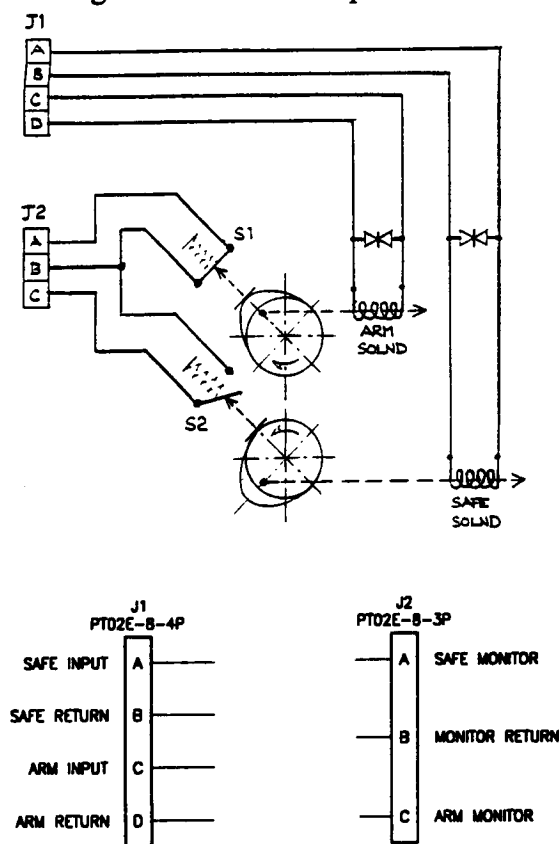 J1
A
B
C
D
J2
A
B
C
S1
S2
ARM
SOLND
SAFE
SOLND
J1
PT02E-8-4P
SAFE INPUT A
SAFE RETURN B
ARM INPUT C
ARM RETURN D
J2
PT02E-8-3P
A SAFE MONITOR
B MONITOR RETURN
C ARM MONITOR